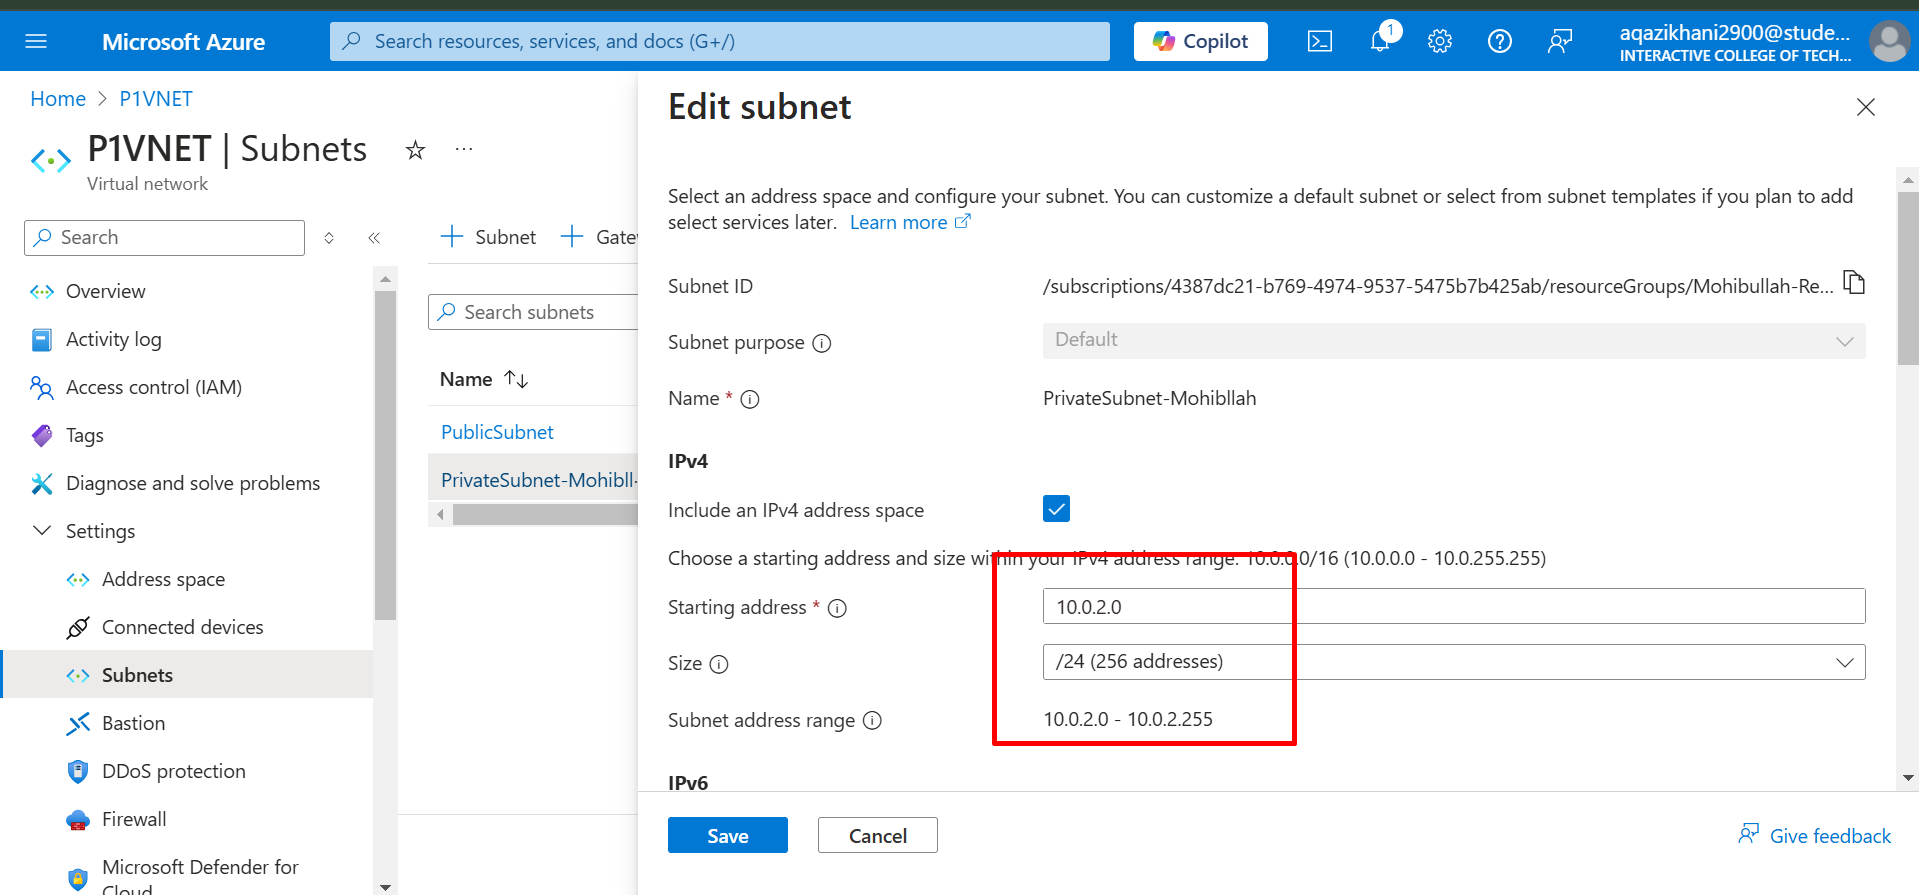 Microsoft Azure
Search resources, services, and docs (G+/)
Copilot
1
aqazikhani2900@stude...
INTERACTIVE COLLEGE OF TECH...
Home > P1VNET
P1VNET | Subnets
Virtual network
Search
Overview
Activity log
Access control (IAM)
Tags
Diagnose and solve problems
Settings
Address space
Connected devices
Subnets
Bastion
DDoS protection
Firewall
Microsoft Defender for
Cloud
Subnet
Gate
Search subnets
Name
PublicSubnet
PrivateSubnet-Mohibll
Edit subnet
Select an address space and configure your subnet. You can customize a default subnet or select from subnet templates if you plan to add
select services later. Learn more
Subnet ID
/subscriptions/4387dc21-b769-4974-9537-5475b7b425ab/resourceGroups/Mohibullah-Re...
Subnet purpose
Default
Name *
PrivateSubnet-Mohibllah
IPv4
Include an IPv4 address space
Choose a starting address and size within your IPv4 address range: 10.0.0.0/16 (10.0.0.0 - 10.0.255.255)
Starting address *
10.0.2.0
Size
/24 (256 addresses)
Subnet address range
10.0.2.0 - 10.0.2.255
IPv6
Save
Cancel
Give feedback